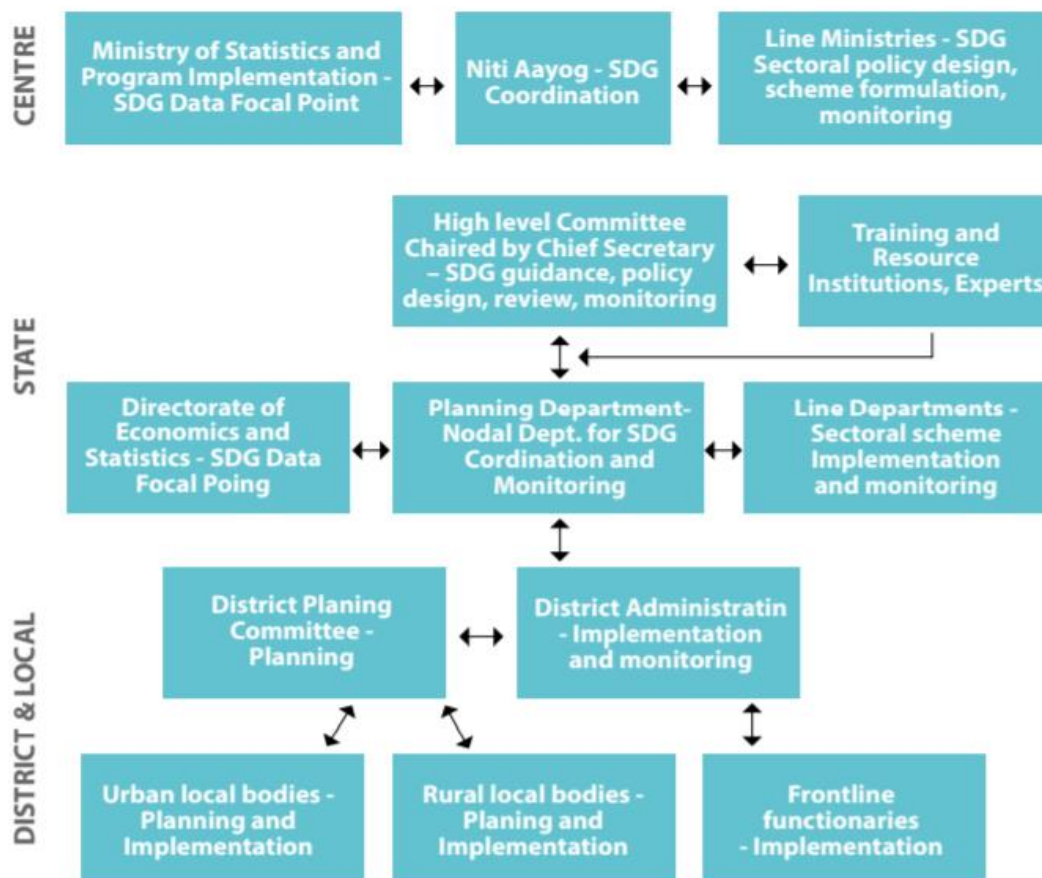 CENTRE
Ministry of Statistics and
Program Implementation -
SDG Data Focal Point
Niti Aayog - SDG
Coordination
Line Ministries - SDG
Sectoral policy design,
scheme formulation,
monitoring
STATE
High level Committee
Chaired by Chief Secretary
– SDG guidance, policy
design, review, monitoring
Training and
Resource
Institutions, Experts
Directorate of
Economics and
Statistics - SDG Data
Focal Poing
Planning Department-
Nodal Dept. for SDG
Cordination and
Monitoring
Line Departments -
Sectoral scheme
Implementation
and monitoring
DISTRICT & LOCAL
District Planing
Committee -
Planning
District Administratin
- Implementation
and monitoring
Urban local bodies -
Planning and
Implementation
Rural local bodies -
Planing and
Implementation
Frontline
functionaries
- Implementation